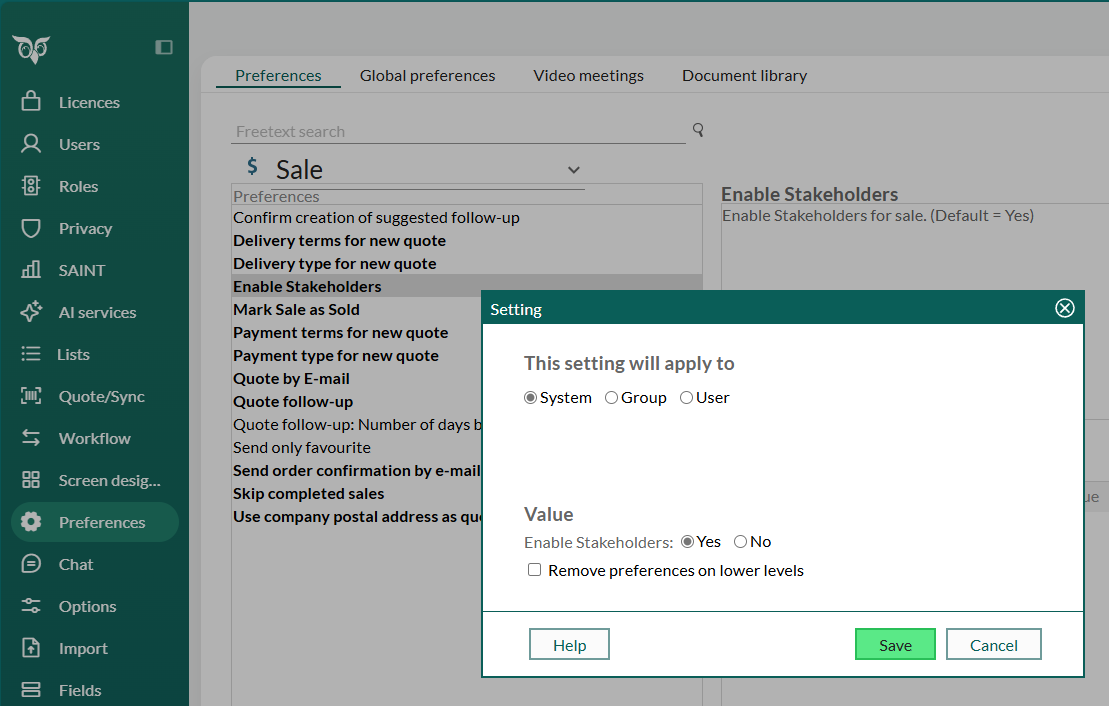 Licences
Users
Roles
Privacy
SAINT
AI services
Lists
Quote/Sync
Workflow
Screen desig...
Preferences
Chat
Options
Import
Fields
Preferences Global preferences Video meetings Document library
Freetext search
$ Sale
Preferences
Confirm creation of suggested follow-up
Delivery terms for new quote
Delivery type for new quote
Enable Stakeholders
Mark Sale as Sold
Payment terms for new quote
Payment type for new quote
Quote by E-mail
Quote follow-up
Quote follow-up: Number of days b
Send only favourite
Send order confirmation by e-mail
Skip completed sales
Use company postal address as quo
Enable Stakeholders
Enable Stakeholders for sale. (Default = Yes)
ue
Setting
This setting will apply to
System Group User
Value
Enable Stakeholders: Yes No
Remove preferences on lower levels
Help Save Cancel